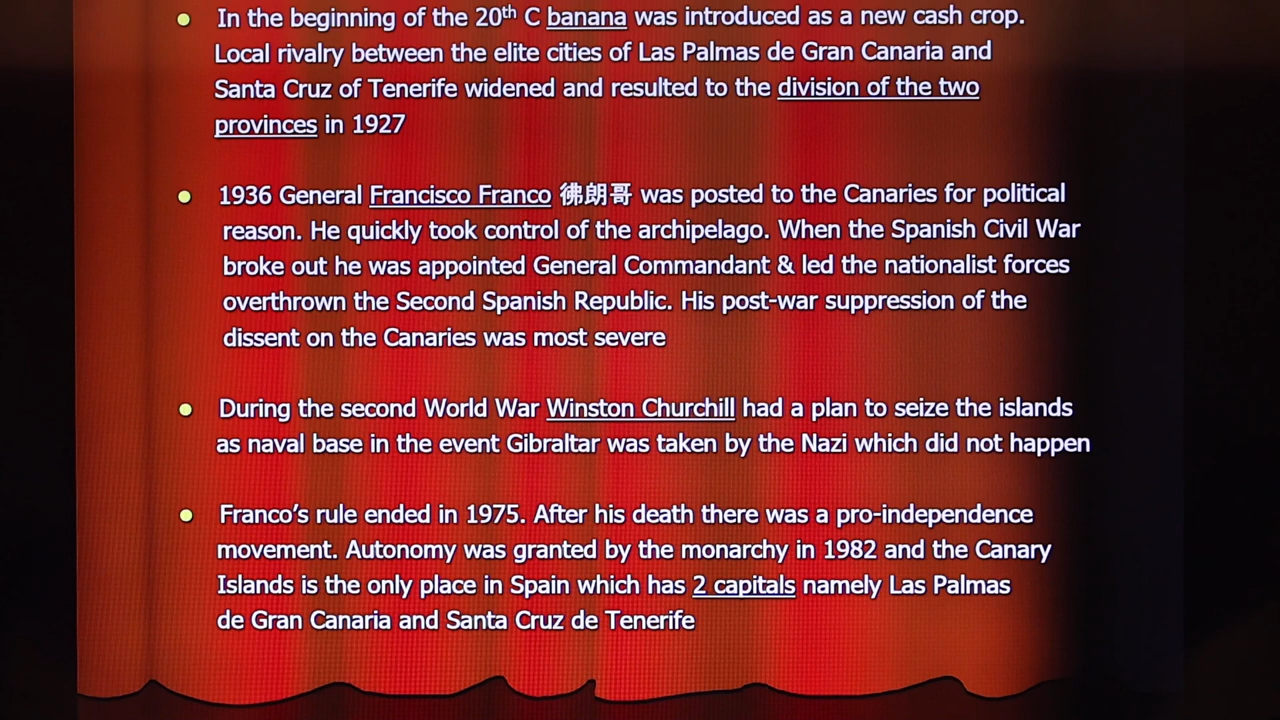 In the beginning of the 20th C banana was introduced as a new cash crop.
Local rivalry between the elite cities of Las Palmas de Gran Canaria and
Santa Cruz of Tenerife widened and resulted to the division of the two
provinces in 1927
1936 General Francisco Franco 彿朗哥 was posted to the Canaries for political
reason. He quickly took control of the archipelago. When the Spanish Civil War
broke out he was appointed General Commandant & led the nationalist forces
overthrown the Second Spanish Republic. His post-war suppression of the
dissent on the Canaries was most severe
During the second World War Winston Churchill had a plan to seize the islands
as naval base in the event Gibraltar was taken by the Nazi which did not happen
Franco's rule ended in 1975. After his death there was a pro-independence
movement. Autonomy was granted by the monarchy in 1982 and the Canary
Islands is the only place in Spain which has 2 capitals namely Las Palmas
de Gran Canaria and Santa Cruz de Tenerife